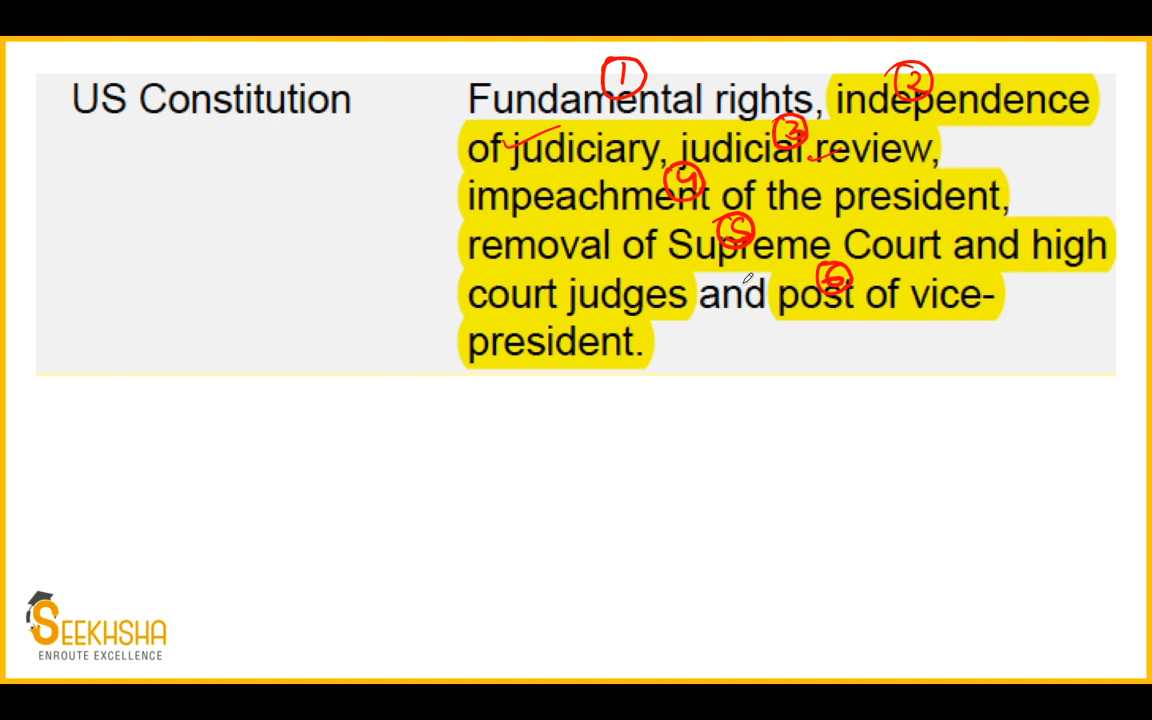 US Constitution
Fundamental rights, independence
of judiciary, judicial review,
impeachment of the president,
removal of Supreme Court and high
court judges and post of vice-
president.
1
2
3
4
5
6
SEEKHSHA
ENROUTE EXCELLENCE